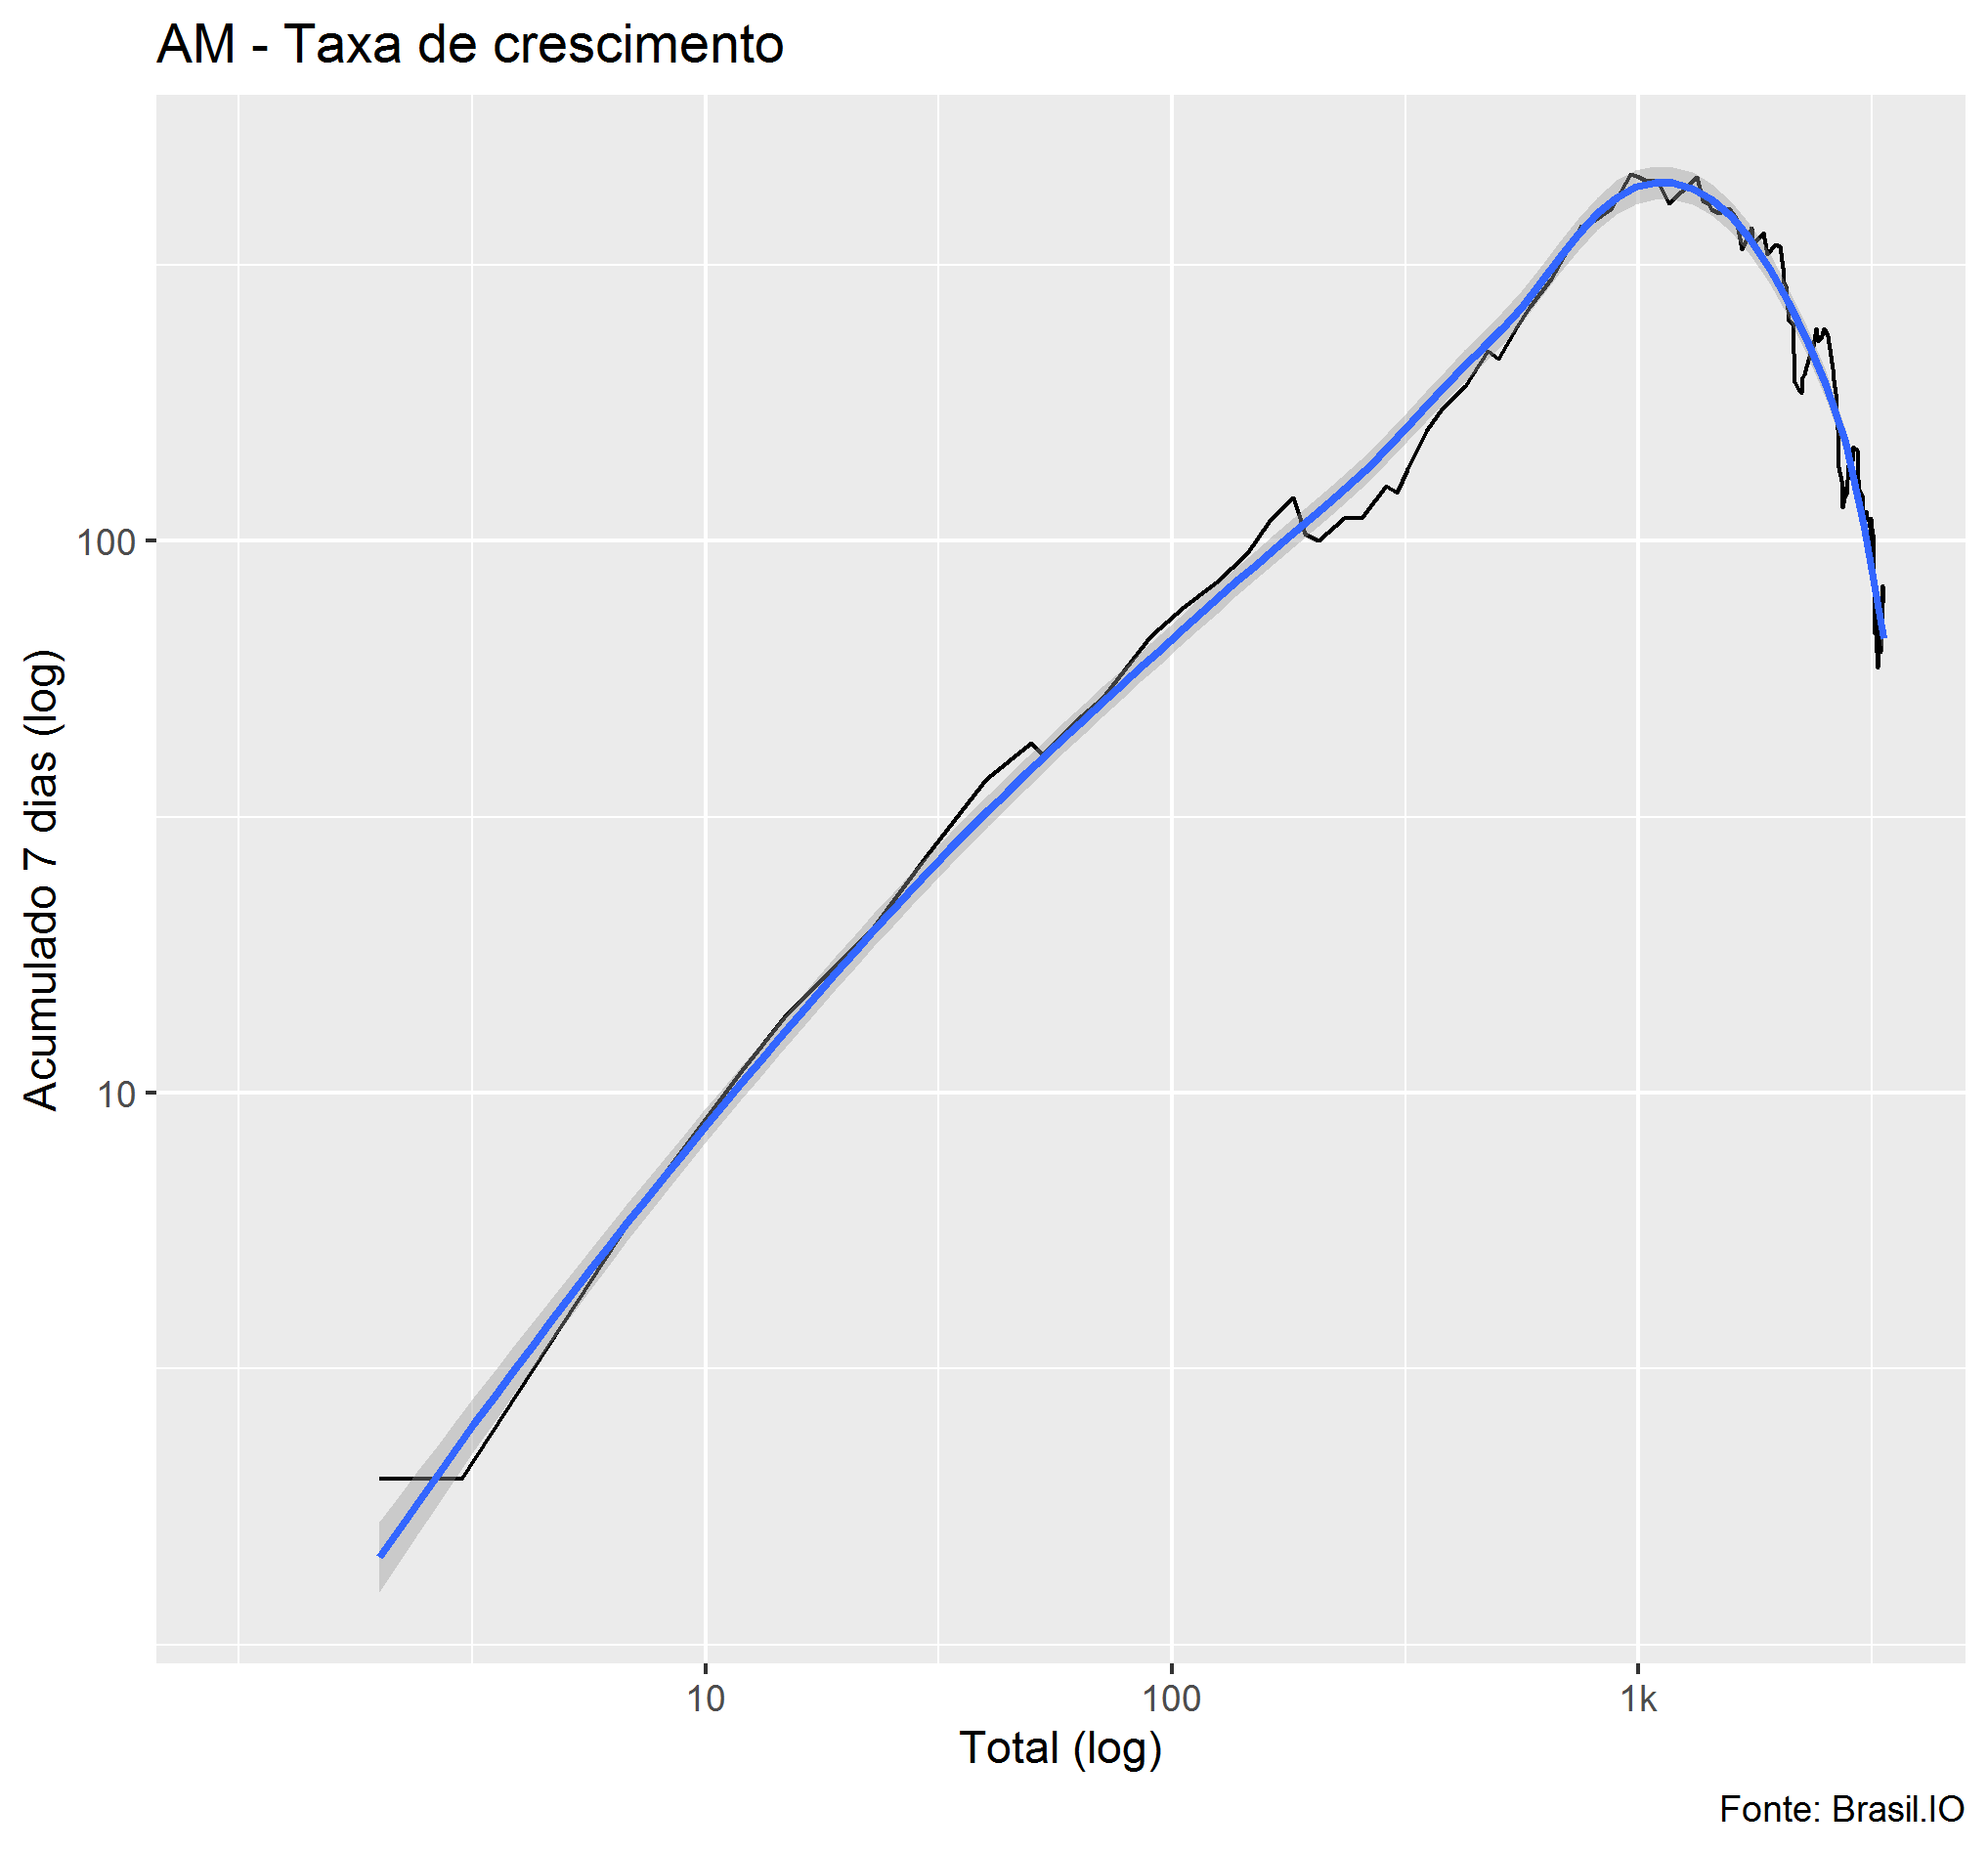 AM - Taxa de crescimento
Acumulado 7 dias (log)
100
10
10
100
1k
Total (log)
Fonte: Brasil.IO